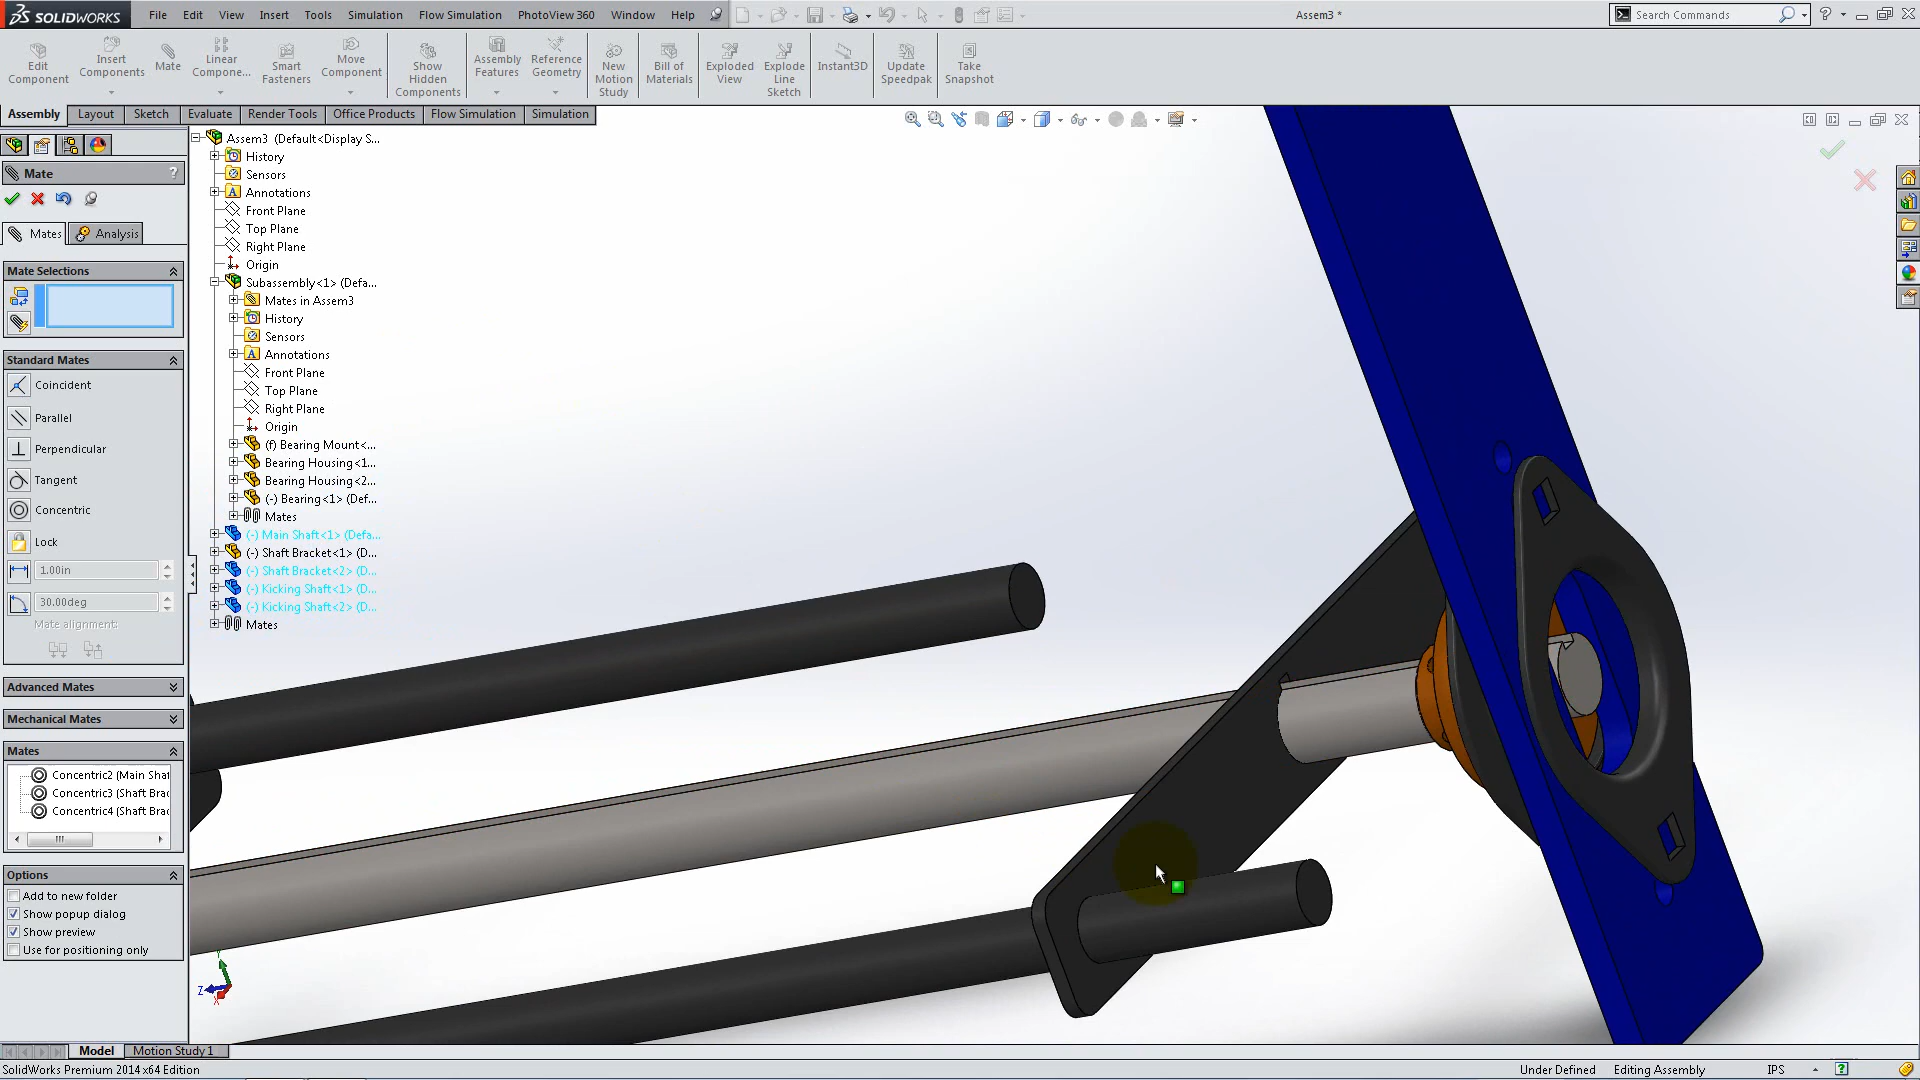 SOLIDWORKS File Edit View Insert Tools Simulation Flow Simulation PhotoView 360 Window Help Assem3 * Search Commands ?
Edit Component
Insert Components
Mate
Linear Compone...
Smart Fasteners
Move Component
Show Hidden Components
Assembly Features
Reference Geometry
New Motion Study
Bill of Materials
Exploded View
Explode Line Sketch
Instant3D
Update Speedpak
Take Snapshot
Assembly Layout Sketch Evaluate Render Tools Office Products Flow Simulation Simulation
Mate ?
Mates Analysis
Mate Selections
Standard Mates
Coincident
Parallel
Perpendicular
Tangent
Concentric
Lock
1.00in
30.00deg
Mate alignment:
Advanced Mates
Mechanical Mates
Mates
Concentric2 (Main Shaf
Concentric3 (Shaft Brac
Concentric4 (Shaft Brac
Options
Add to new folder
Show popup dialog
Show preview
Use for positioning only
Assem3 (Default<Display S...
History
Sensors
Annotations
Front Plane
Top Plane
Right Plane
Origin
Subassembly<1> (Defa...
Mates in Assem3
History
Sensors
Annotations
Front Plane
Top Plane
Right Plane
Origin
(f) Bearing Mount<...
Bearing Housing<1...
Bearing Housing<2...
(-) Bearing<1> (Def...
Mates
(-) Main Shaft<1> (Defa...
(-) Shaft Bracket<1> (D...
(-) Shaft Bracket<2> (D...
(-) Kicking Shaft<1> (D...
(-) Kicking Shaft<2> (D...
Mates
Z
X
Model Motion Study 1
SolidWorks Premium 2014 x64 Edition Under Defined Editing Assembly IPS ?